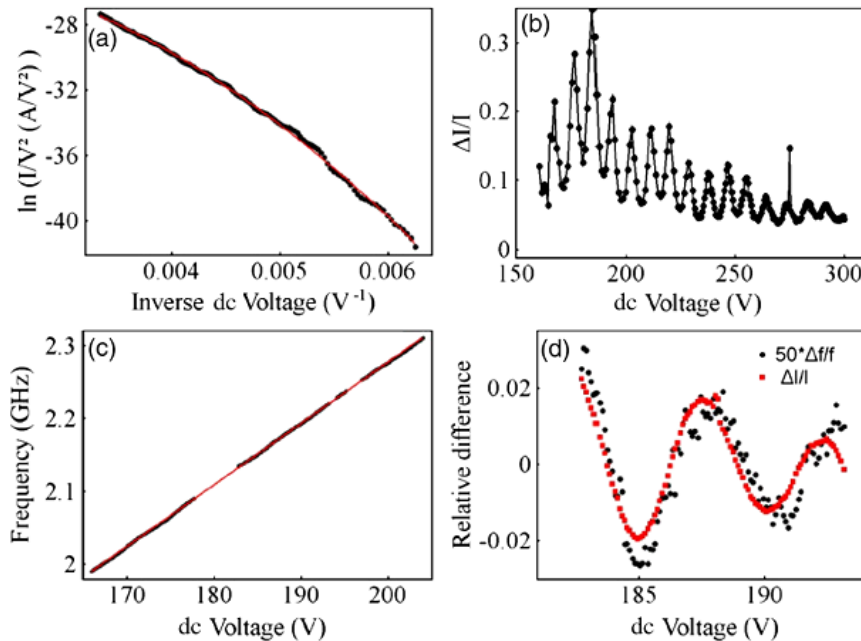 (a)
ln (I/V² (A/V²) )
-28
-32
-36
-40
0.004 0.005 0.006
Inverse dc Voltage (V⁻¹)
(b)
ΔI/I
0.3
0.2
0.1
0
150 200 250 300
dc Voltage (V)
(c)
Frequency (GHz)
2.3
2.2
2.1
2
170 180 190 200
dc Voltage (V)
(d)
50*Δf/f
ΔI/I
Relative difference
0.02
0
-0.02
185 190
dc Voltage (V)